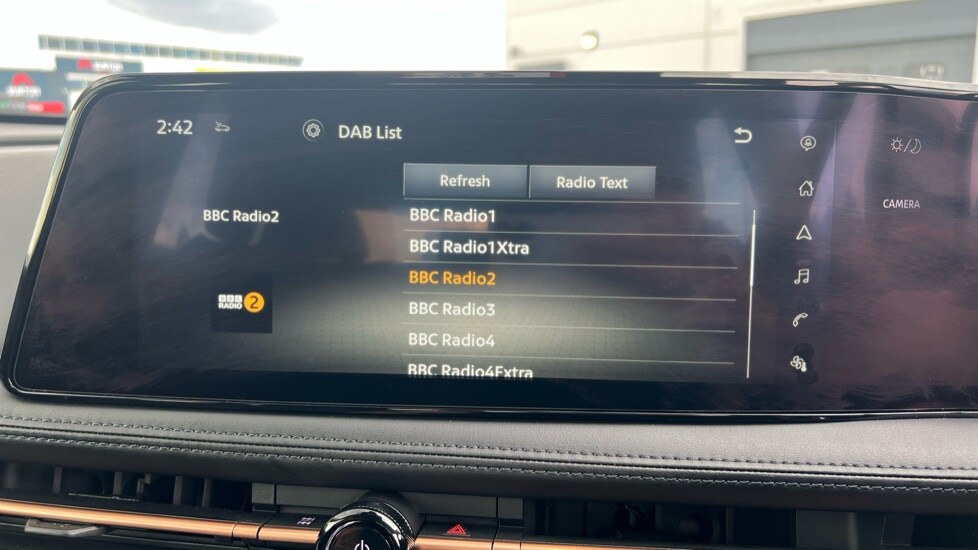 2:42
DAB List
Refresh
Radio Text
BBC Radio2
BBC RADIO 2
BBC Radio1
BBC Radio1Xtra
BBC Radio2
BBC Radio3
BBC Radio4
BBC Radio4Extra
CAMERA